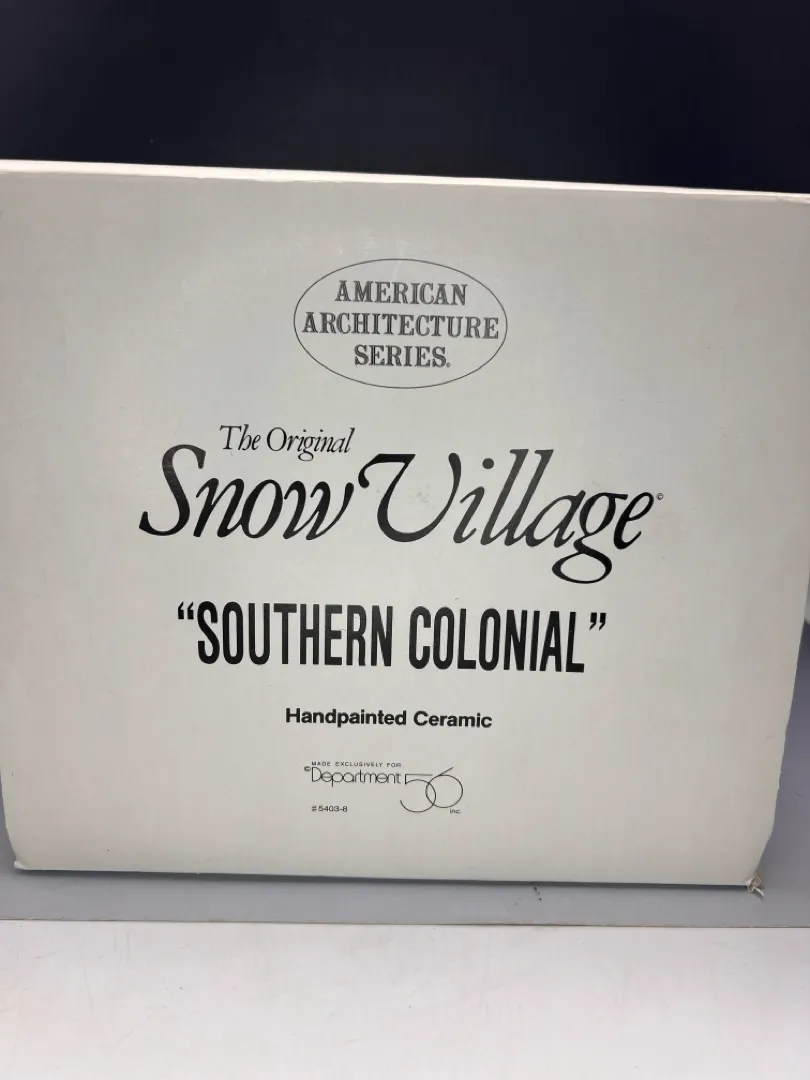 AMERICAN
ARCHITECTURE
SERIES.
The Original
Snow Village©
“SOUTHERN COLONIAL”
Handpainted Ceramic
MADE EXCLUSIVELY FOR
©Department 56
#5403-8 inc.